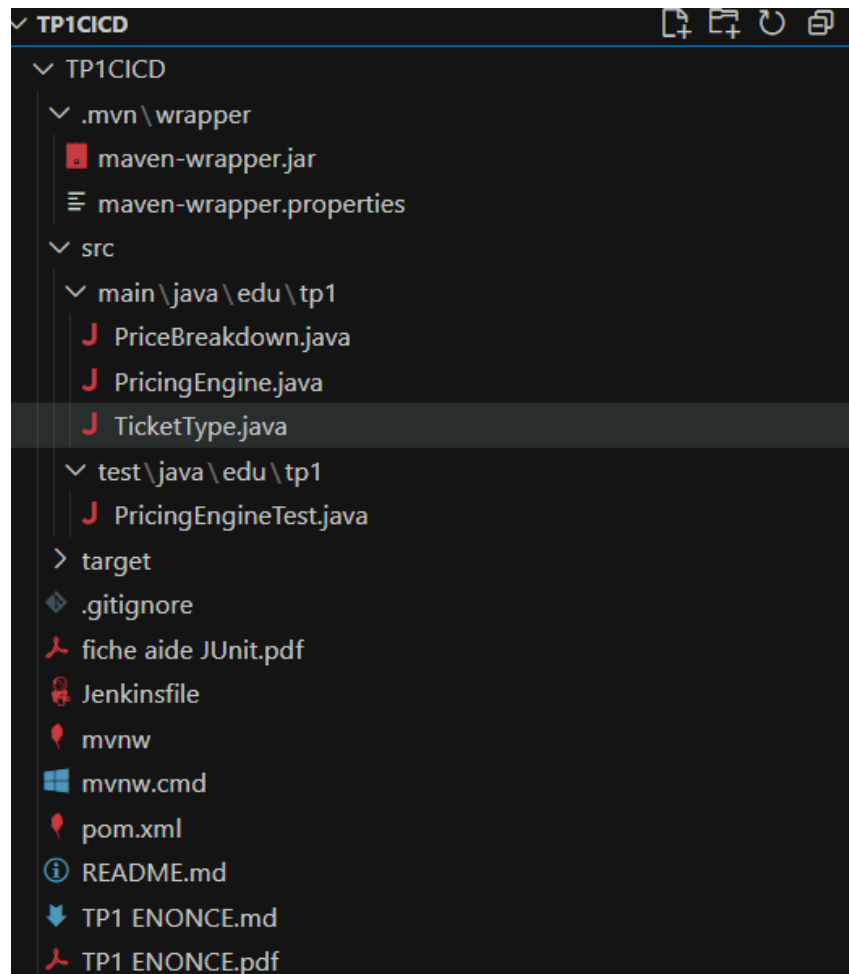 TP1CICD
TP1CICD
.mvn\wrapper
maven-wrapper.jar
maven-wrapper.properties
src
main\java\edu\tp1
PriceBreakdown.java
PricingEngine.java
TicketType.java
test\java\edu\tp1
PricingEngineTest.java
target
.gitignore
fiche aide JUnit.pdf
Jenkinsfile
mvnw
mvnw.cmd
pom.xml
README.md
TP1 ENONCE.md
TP1 ENONCE.pdf